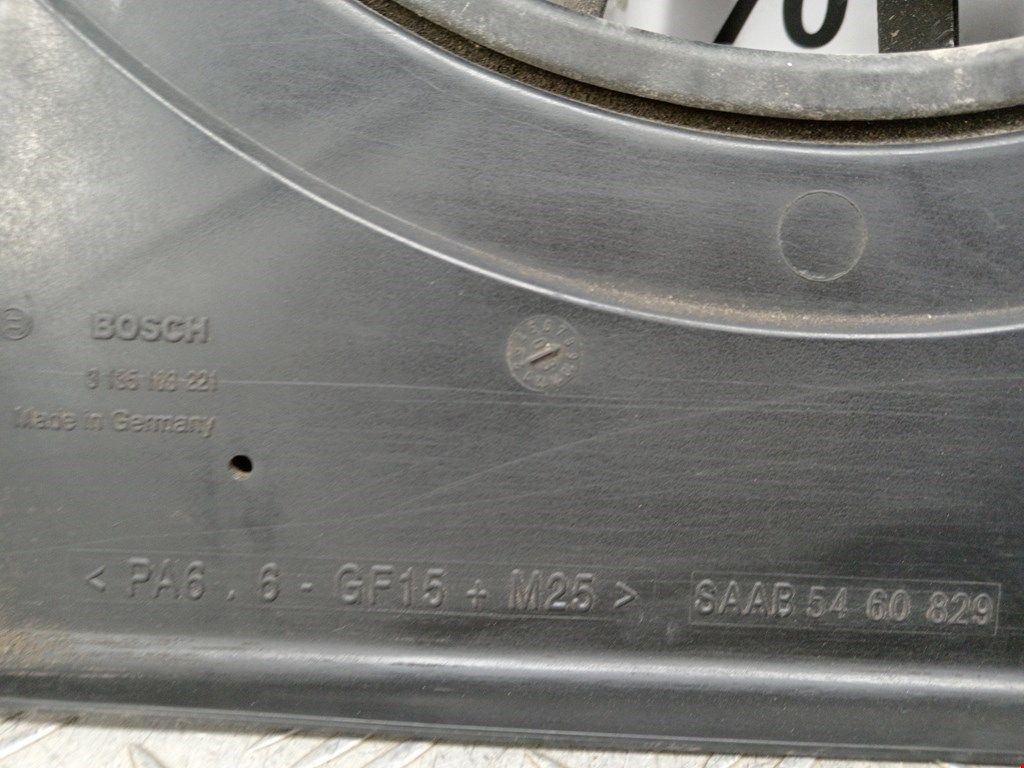 BOSCH
Made in Germany
< PA6 . 6 - GF15 + M25 >
SAAB 54 60 829